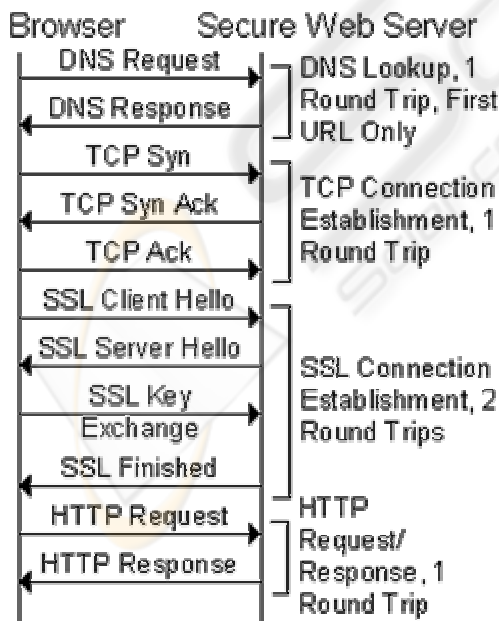 Browser Secure Web Server
DNS Request
DNS Response
DNS Lookup, 1
Round Trip, First
URL Only
TCP Syn
TCP Syn Ack
TCP Ack
TCP Connection
Establishment, 1
Round Trip
SSL Client Hello
SSL Server Hello
SSL Key
Exchange
SSL Finished
SSL Connection
Establishment, 2
Round Trips
HTTP Request
HTTP Response
HTTP
Request/
Response, 1
Round Trip